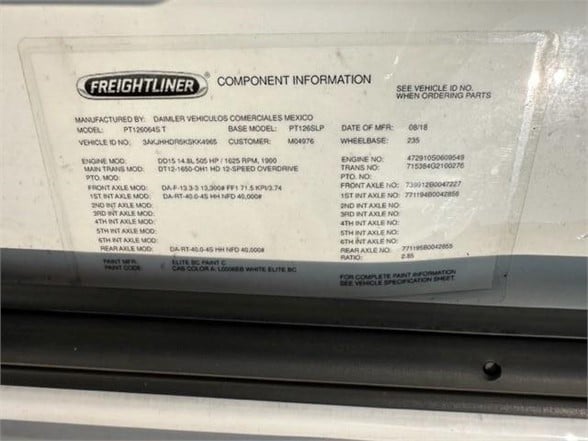 FREIGHTLINER® COMPONENT INFORMATION
SEE VEHICLE ID NO.
WHEN ORDERING PARTS
MANUFACTURED BY: DAIMLER VEHICULOS COMERCIALES MEXICO
MODEL: PT126064S T BASE MODEL: PT126SLP DATE OF MFR: 08/18
VEHICLE ID NO: 3AKJHHDR5KSKK4965 CUSTOMER: M04976 WHEELBASE: 235
ENGINE MOD: DD15 14.8L 505 HP / 1625 RPM, 1900 ENGINE NO: 472910S0609549
MAIN TRANS MOD: DT12-1650-OH1 HD 12-SPEED OVERDRIVE TRANS NO: 715354G2100276
PTO. MOD: PTO. NO:
FRONT AXLE MOD: DA-F-13.3-3 13,300# FF1 71.5 KPI/3.74 FRONT AXLE NO: 739912B0047227
1ST INT AXLE MOD: DA-RT-40.0-4S HH NFD 40,000# 1ST INT AXLE NO: 771194B0042858
2ND INT AXLE MOD: 2ND INT AXLE NO:
3RD INT AXLE MOD: 3RD INT AXLE NO:
4TH INT AXLE MOD: 4TH INT AXLE NO:
5TH INT AXLE MOD: 5TH INT AXLE NO:
6TH INT AXLE MOD: 6TH INT AXLE NO:
REAR AXLE MOD: DA-RT-40.0-4S HH NFD 40,000# REAR AXLE NO: 771195B0042855
RATIO: 2.85
PAINT MFR: ELITE BC PAINT C
PAINT CODE: CAB COLOR A: L0006EB WHITE ELITE BC
FOR COMPLETE PAINT INFORMATION
SEE VEHICLE SPECIFICATION SHEET.